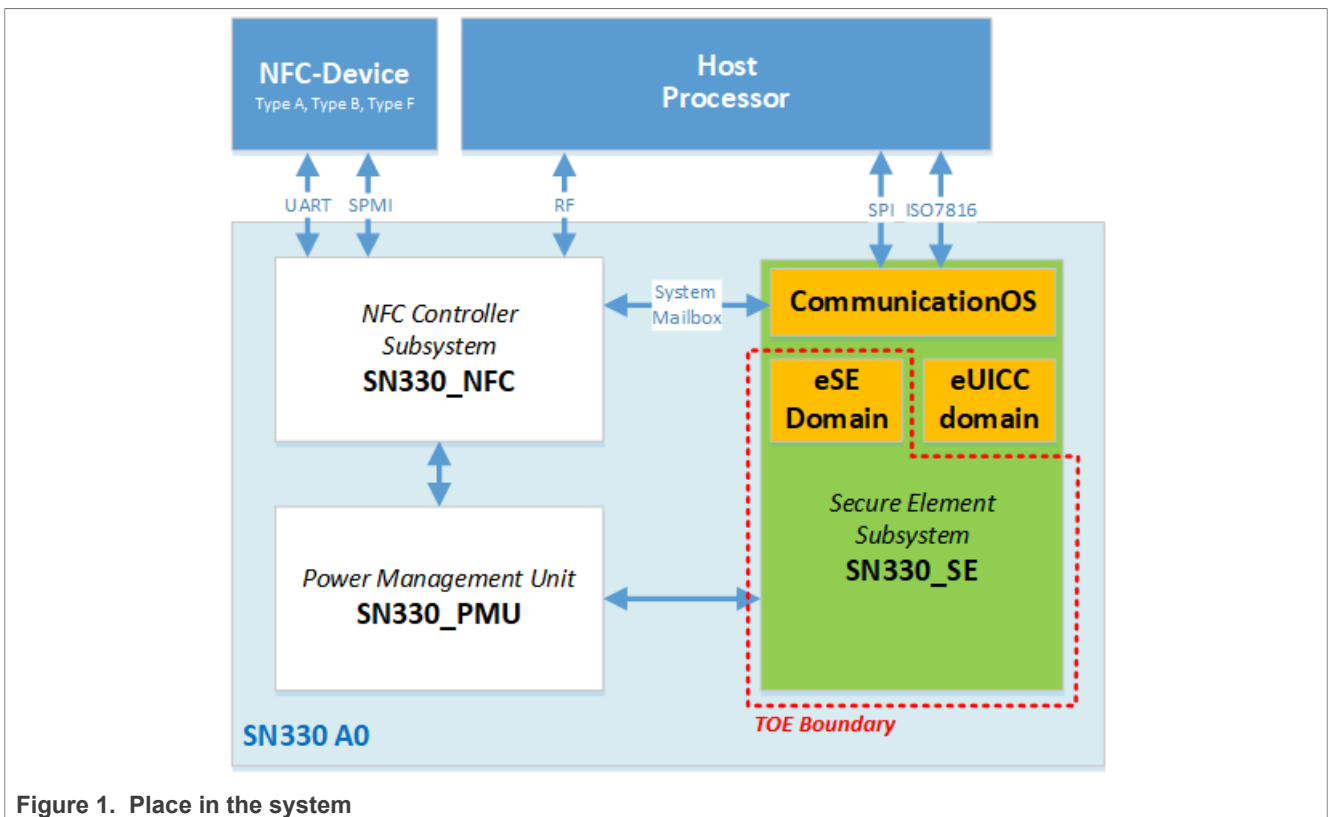 NFC-Device
Type A, Type B, Type F
Host
Processor
UART
SPMI
RF
SPI
ISO7816
NFC Controller
Subsystem
SN330_NFC
System
Mailbox
CommunicationOS
eSE
Domain
eUICC
domain
Power Management Unit
SN330_PMU
Secure Element
Subsystem
SN330_SE
TOE Boundary
SN330 A0
Figure 1. Place in the system